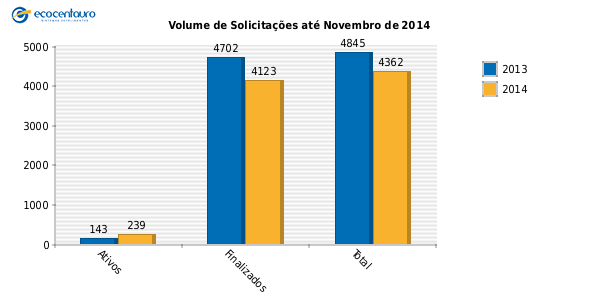 ecocentauro
Volume de Solicitações até Novembro de 2014
5000
4000
3000
2000
1000
0
143
239
4702
4123
4845
4362
Ativos
Finalizados
Total
2013
2014